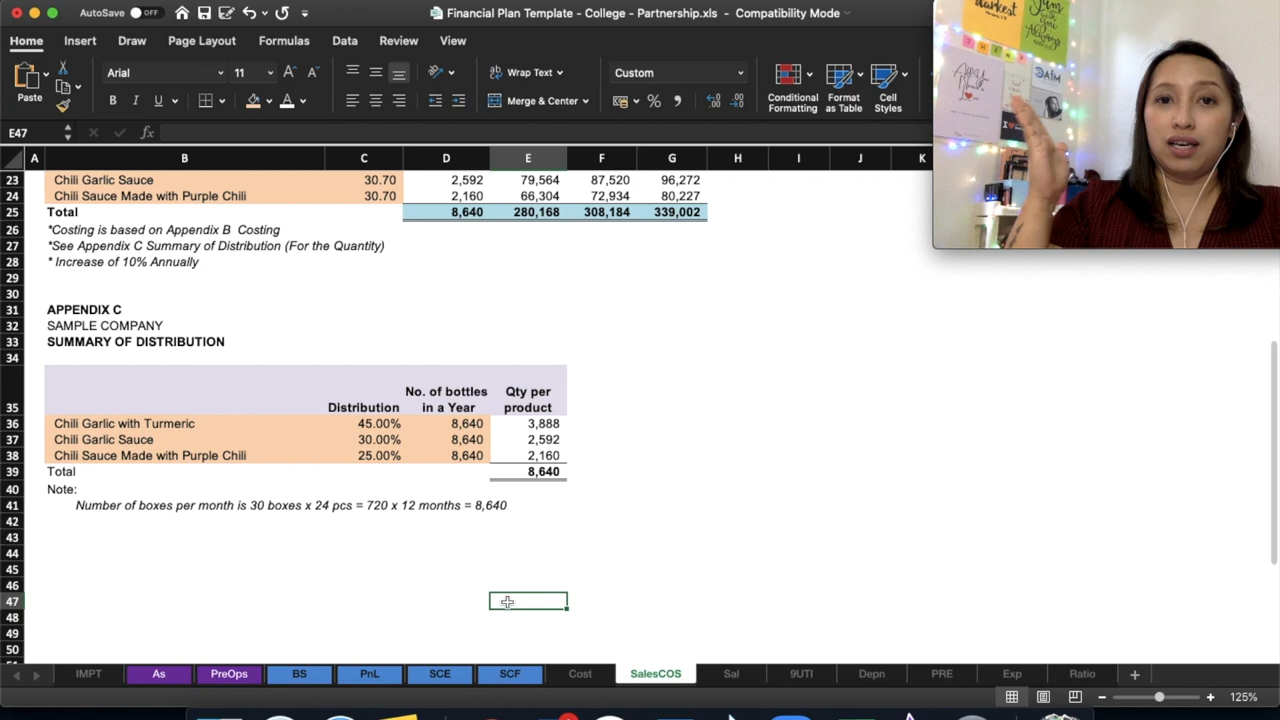 AutoSave OFF
Financial Plan Template - College - Partnership.xls - Compatibility Mode
Home Insert Draw Page Layout Formulas Data Review View
Paste
Arial 11
B I U
Wrap Text
Merge & Center
Custom
Conditional Formatting
Format as Table
Cell Styles
E47 fx
A B C D E F G H I J K
23 Chili Garlic Sauce 30.70 2,592 79,564 87,520 96,272
24 Chili Sauce Made with Purple Chili 30.70 2,160 66,304 72,934 80,227
25 Total 8,640 280,168 308,184 339,002
26 *Costing is based on Appendix B Costing
27 *See Appendix C Summary of Distribution (For the Quantity)
28 * Increase of 10% Annually
29
30
31 APPENDIX C
32 SAMPLE COMPANY
33 SUMMARY OF DISTRIBUTION
34
No. of bottles Qty per
35 Distribution in a Year product
36 Chili Garlic with Turmeric 45.00% 8,640 3,888
37 Chili Garlic Sauce 30.00% 8,640 2,592
38 Chili Sauce Made with Purple Chili 25.00% 8,640 2,160
39 Total 8,640
40 Note:
41 Number of boxes per month is 30 boxes x 24 pcs = 720 x 12 months = 8,640
42
43
44
45
46
47
48
49
50
IMPT As PreOps BS PnL SCE SCF Cost SalesCOS Sal 9UTI Depn PRE Exp Ratio +
125%
darkest
Always
AIM